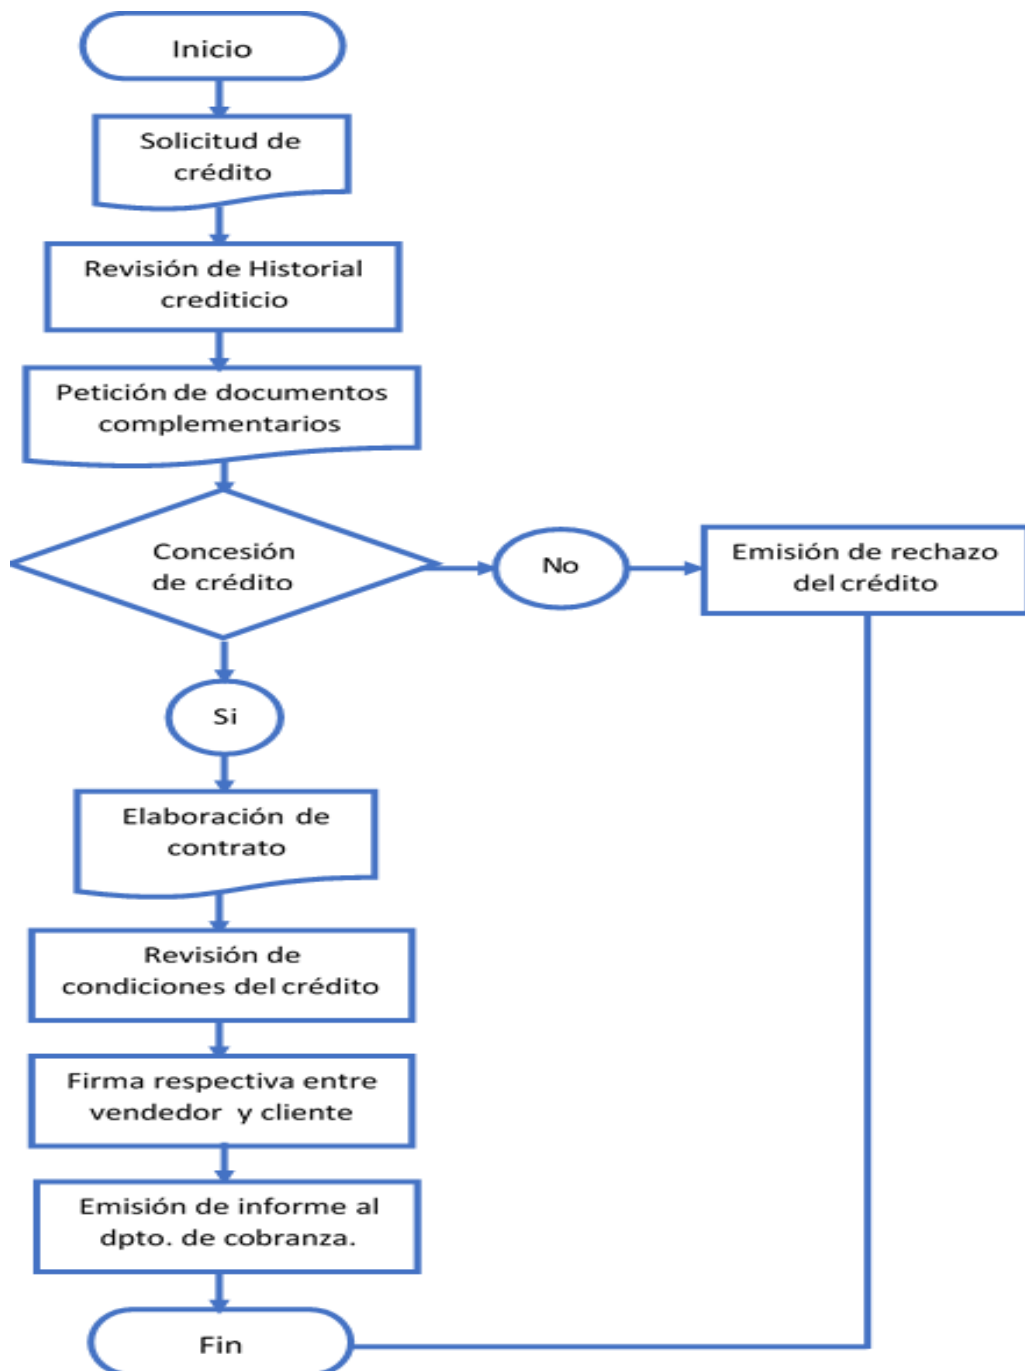 Inicio
Solicitud de
crédito
Revisión de Historial
crediticio
Petición de documentos
complementarios
Concesión
de crédito
No
Emisión de rechazo
del crédito
Si
Elaboración de
contrato
Revisión de
condiciones del crédito
Firma respectiva entre
vendedor y cliente
Emisión de informe al
dpto. de cobranza.
Fin